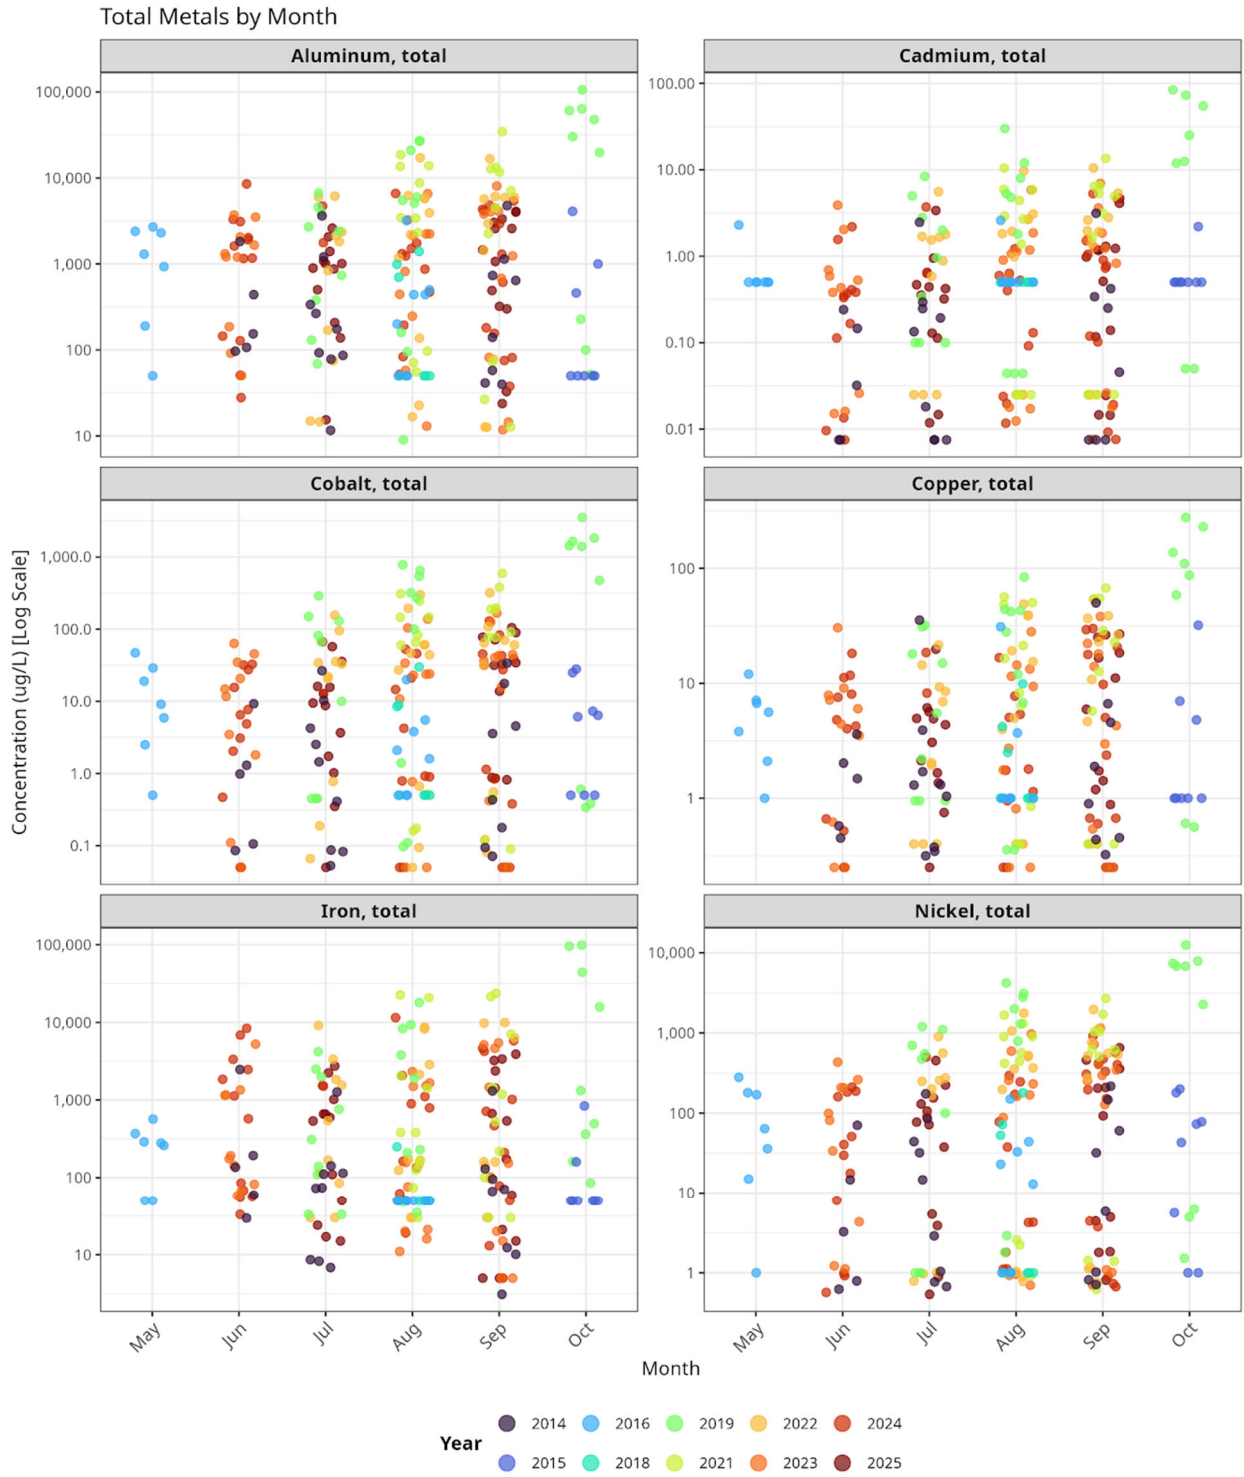 Total Metals by Month
Aluminum, total
Cadmium, total
100,000
10,000
1,000
100
10
100.00
10.00
1.00
0.10
0.01
Cobalt, total
Copper, total
1,000.0
100.0
10.0
1.0
0.1
100
10
1
Concentration (ug/L) [Log Scale]
Iron, total
Nickel, total
100,000
10,000
1,000
100
10
10,000
1,000
100
10
1
May Jun Jul Aug Sep Oct
May Jun Jul Aug Sep Oct
Month
Year
2014 2016 2019 2022 2024
2015 2018 2021 2023 2025